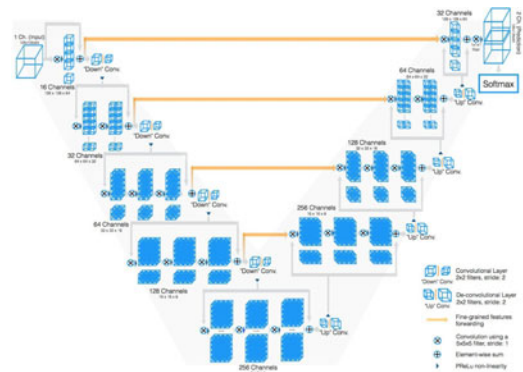 1 Ch. (Input)
"Down" Conv.
16 Channels
"Down" Conv.
32 Channels
"Down" Conv.
64 Channels
"Down" Conv.
128 Channels
256 Channels
"Up" Conv.
256 Channels
"Up" Conv.
128 Channels
"Up" Conv.
64 Channels
"Up" Conv.
32 Channels
2 Ch. (Prediction)
Softmax
Convolutional Layer
2x2 filters, stride: 2
"Down" Conv.
De-convolutional Layer
2x2 filters, stride: 2
"Up" Conv.
Fine-grained features
forwarding
Convolution using a
5x5x5 filter, stride: 1
Element-wise sum
PReLu non-linearity